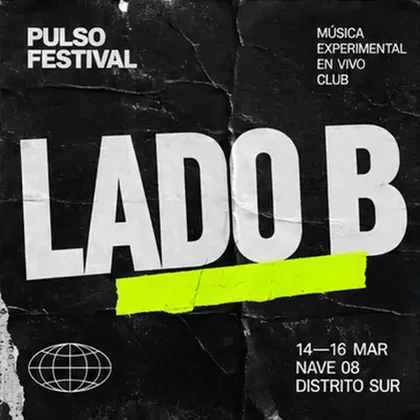 PULSO
FESTIVAL
MÚSICA
EXPERIMENTAL
EN VIVO
CLUB
LADO B
14—16 MAR
NAVE 08
DISTRITO SUR